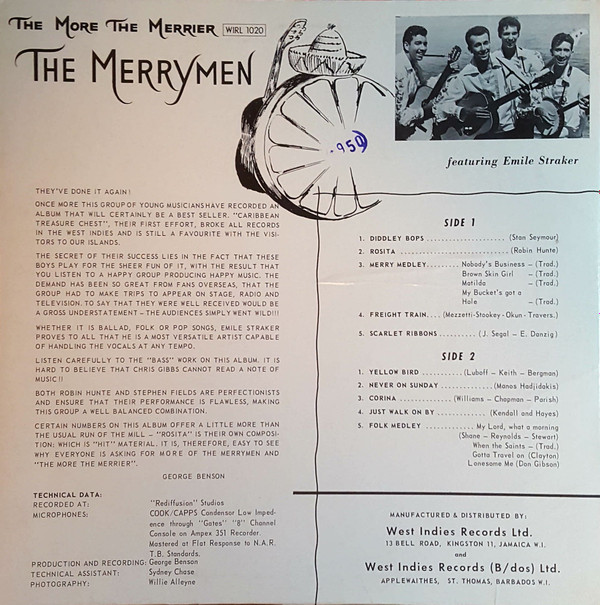 THE MORE THE MERRIER WIRL 1020
THE MERRYMEN
.95¢)
featuring Emile Straker
THEY'VE DONE IT AGAIN!
ONCE MORE THIS GROUP OF YOUNG MUSICIANS HAVE RECORDED AN
ALBUM THAT WILL CERTAINLY BE A BEST SELLER. "CARIBBEAN
TREASURE CHEST", THEIR FIRST EFFORT, BROKE ALL RECORDS
IN THE WEST INDIES AND IS STILL A FAVOURITE WITH THE VISI-
TORS TO OUR ISLANDS.
THE SECRET OF THEIR SUCCESS LIES IN THE FACT THAT THESE
BOYS PLAY FOR THE SHEER FUN OF IT, WITH THE RESULT THAT
YOU LISTEN TO A HAPPY GROUP PRODUCING HAPPY MUSIC. THE
DEMAND HAS BEEN SO GREAT FROM FANS OVERSEAS, THAT THE
GROUP HAD TO MAKE TRIPS TO APPEAR ON STAGE, RADIO AND
TELEVISION. TO SAY THAT THEY WERE WELL RECEIVED WOULD BE
A GROSS UNDERSTATEMENT – THE AUDIENCES SIMPLY WENT WILD!!!
WHETHER IT IS BALLAD, FOLK OR POP SONGS, EMILE STRAKER
PROVES TO ALL THAT HE IS A MOST VERSATILE ARTIST CAPABLE
OF HANDLING THE VOCALS AT ANY TEMPO.
LISTEN CAREFULLY TO THE "BASS" WORK ON THIS ALBUM. IT IS
HARD TO BELIEVE THAT CHRIS GIBBS CANNOT READ A NOTE OF
MUSIC!!
BOTH ROBIN HUNTE AND STEPHEN FIELDS ARE PERFECTIONISTS
AND ENSURE THAT THEIR PERFORMANCE IS FLAWLESS, MAKING
THIS GROUP A WELL BALANCED COMBINATION.
CERTAIN NUMBERS ON THIS ALBUM OFFER A LITTLE MORE THAN
THE USUAL RUN OF THE MILL – "ROSITA" IS THEIR OWN COMPOSI-
TION; WHICH IS "HIT" MATERIAL. IT IS, THEREFORE, EASY TO SEE
WHY EVERYONE IS ASKING FOR MORE OF THE MERRYMEN AND
"THE MORE THE MERRIER".
GEORGE BENSON
TECHNICAL DATA:
RECORDED AT: "Rediffusion" Studios
MICROPHONES: COOK/CAPPS Condensor Low Imped-
ence through "Gates" "8" Channel
Console on Ampex 351 Recorder.
Mastered at Flat Response to N.A.R.
T.B. Standards.
PRODUCTION AND RECORDING: George Benson
TECHNICAL ASSISTANT: Sydney Chase
PHOTOGRAPHY: Willie Alleyne
SIDE 1
1. DIDDLEY BOPS .................... (Stan Seymour)
2. ROSITA .......................... (Robin Hunte)
3. MERRY MEDLEY........ Nobody's Business – (Trad.)
Brown Skin Girl – (Trad.)
Matilda – (Trad.)
My Bucket's got a
Hole – (Trad.)
4. FREIGHT TRAIN.... (Mezzetti-Stookey-Okun-Travers.)
5. SCARLET RIBBONS .......... (J. Segal – E. Danzig)
SIDE 2
1. YELLOW BIRD .......... (Luboff – Keith – Bergman)
2. NEVER ON SUNDAY ............. (Manos Hadjidakis)
3. CORINA ............. (Williams – Chapman – Parish)
4. JUST WALK ON BY ............. (Kendall and Hayes)
5. FOLK MEDLEY ....... My Lord, what a morning
(Shane – Reynolds – Stewart)
When the Saints – (Trad.)
Gotta Travel on (Clayton)
Lonesome Me (Don Gibson)
MANUFACTURED & DISTRIBUTED BY:
West Indies Records Ltd.
13 BELL ROAD, KINGSTON 11, JAMAICA W.I.
and
West Indies Records (B/dos) Ltd.
APPLEWAITHES, ST. THOMAS, BARBADOS W.I.